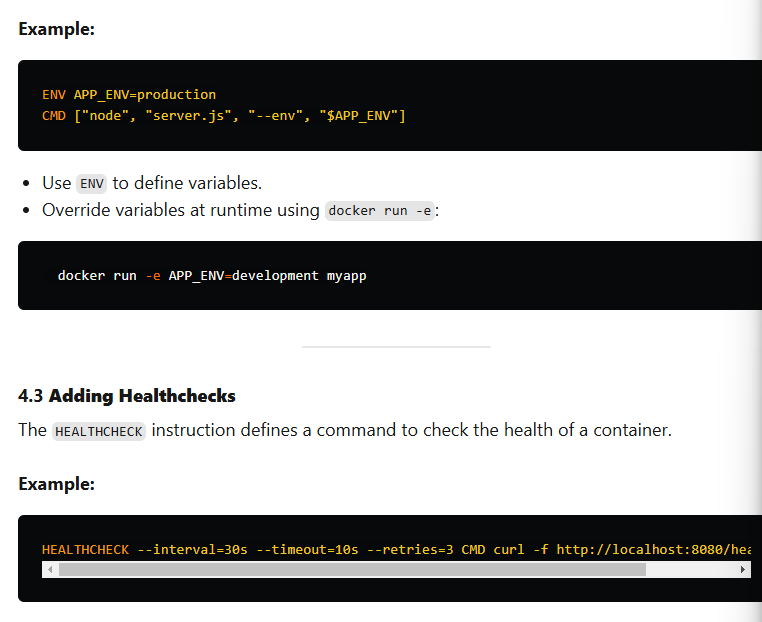 Example:
ENV APP_ENV=production
CMD ["node", "server.js", "--env", "$APP_ENV"]
Use ENV to define variables.
Override variables at runtime using docker run -e:
docker run -e APP_ENV=development myapp
4.3 Adding Healthchecks
The HEALTHCHECK instruction defines a command to check the health of a container.
Example:
HEALTHCHECK --interval=30s --timeout=10s --retries=3 CMD curl -f http://localhost:8080/hea